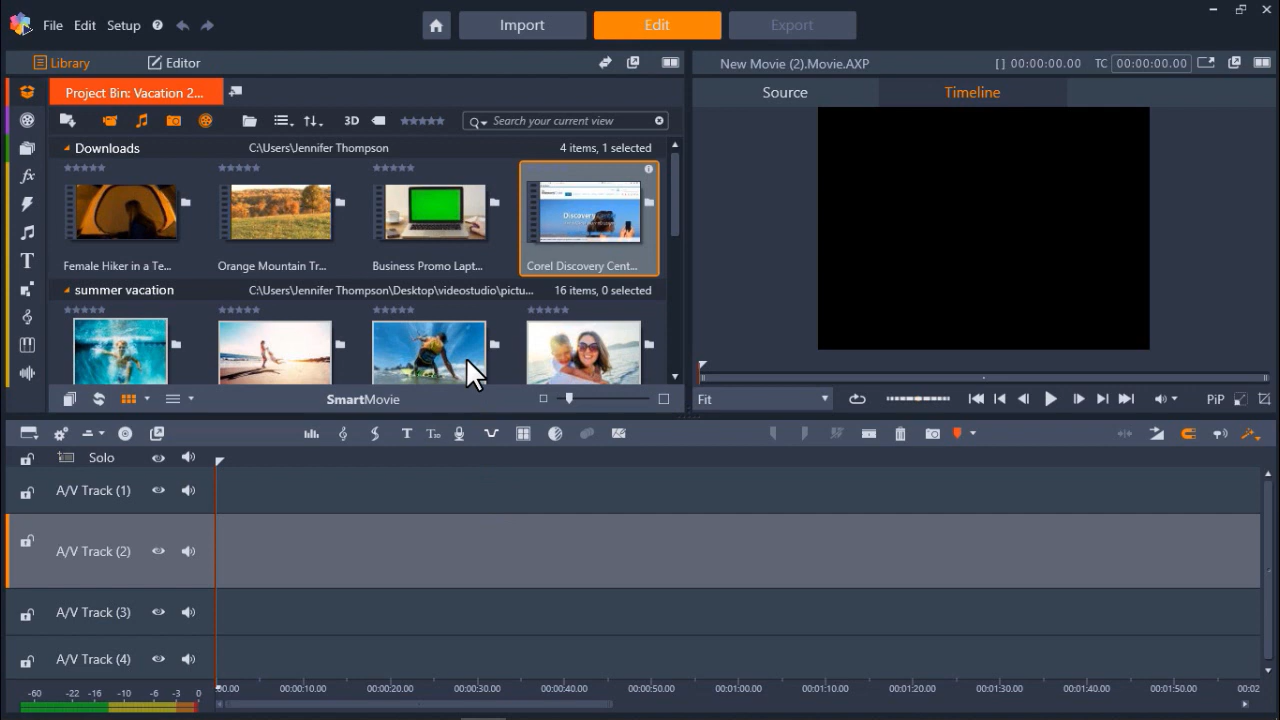 File Edit Setup Import Edit Export
Library Editor New Movie (2).Movie.AXP [] 00:00:00.00 TC 00:00:00.00
Project Bin: Vacation 2... Source Timeline
3D Search your current view
Downloads C:\Users\Jennifer Thompson 4 items, 1 selected
Discovery
Female Hiker in a Te... Orange Mountain Tr... Business Promo Lapt... Corel Discovery Cent...
summer vacation C:\Users\Jennifer Thompson\Desktop\videostudio\pictu... 16 items, 0 selected
SmartMovie Fit PiP
Solo
A/V Track (1)
A/V Track (2)
A/V Track (3)
A/V Track (4)
-60 -22 -16 -10 -6 -3 0 :00.00 00:00:10.00 00:00:20.00 00:00:30.00 00:00:40.00 00:00:50.00 00:01:00.00 00:01:10.00 00:01:20.00 00:01:30.00 00:01:40.00 00:01:50.00 00:02